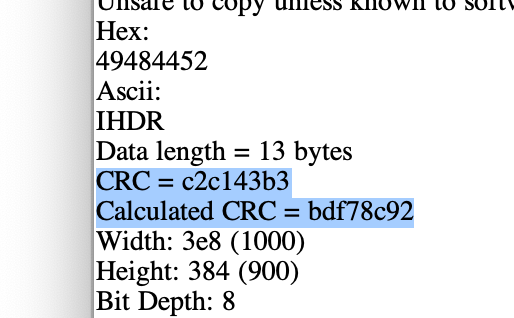 Unsafe to copy unless known to softw
Hex:
49484452
Ascii:
IHDR
Data length = 13 bytes
CRC = c2c143b3
Calculated CRC = bdf78c92
Width: 3e8 (1000)
Height: 384 (900)
Bit Depth: 8